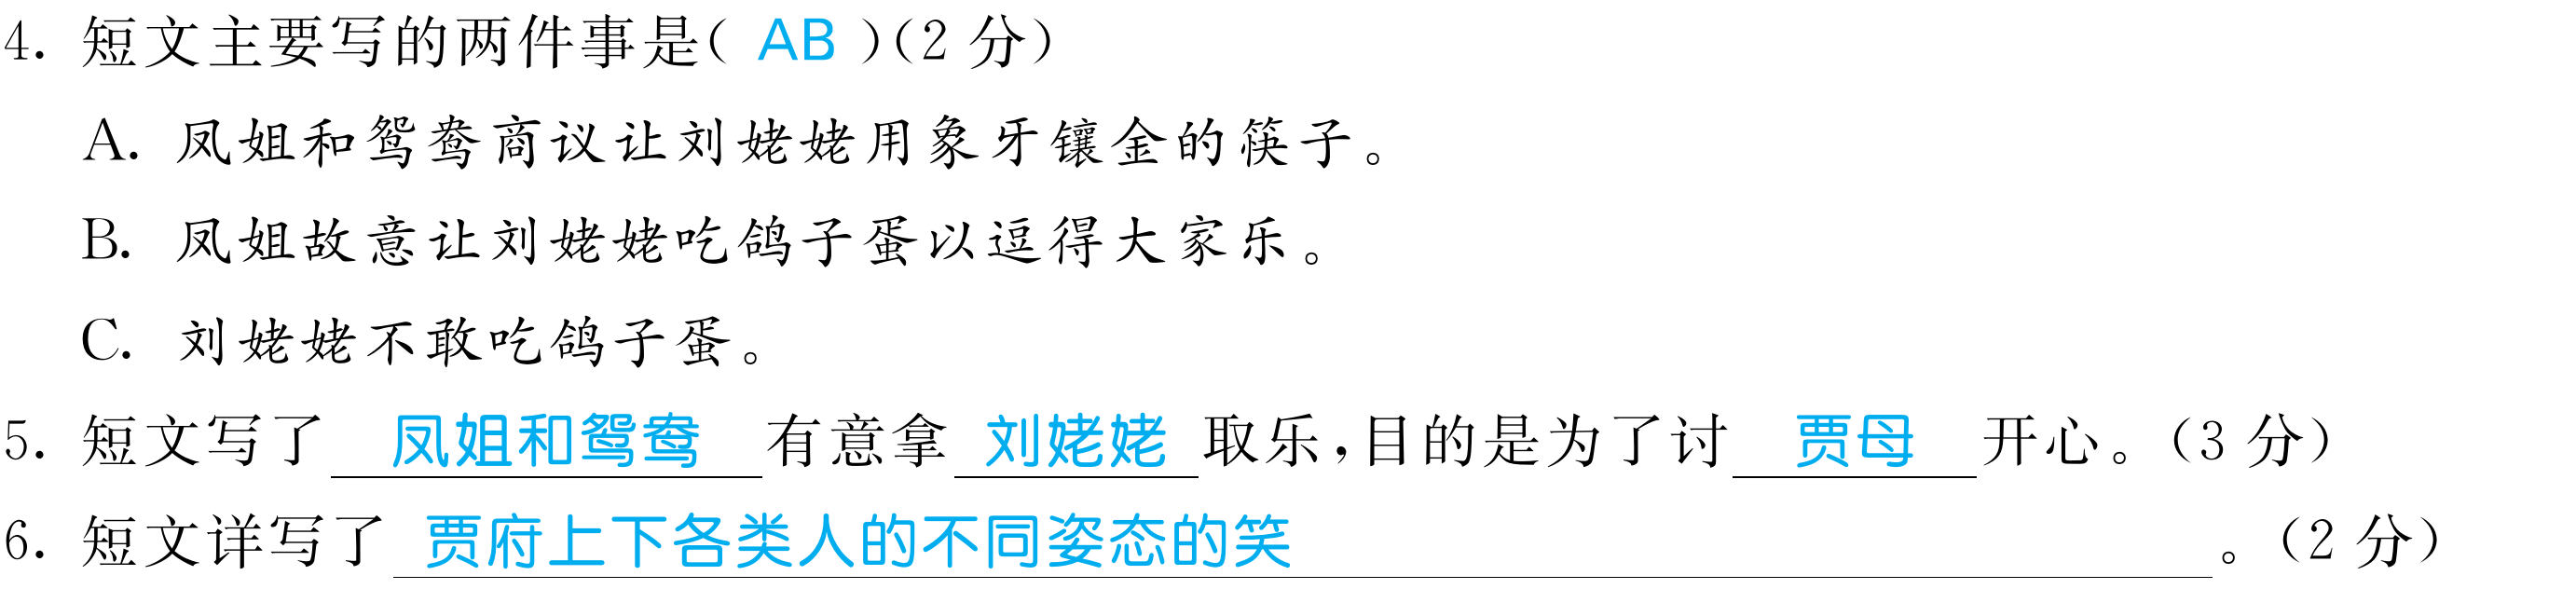 4. 短文主要写的两件事是( AB )(2 分)
A. 凤姐和鸳鸯商议让刘姥姥用象牙镶金的筷子。
B. 凤姐故意让刘姥姥吃鸽子蛋以逗得大家乐。
C. 刘姥姥不敢吃鸽子蛋。
5. 短文写了 凤姐和鸳鸯 有意拿 刘姥姥 取乐,目的是为了讨 贾母 开心。(3 分)
6. 短文详写了 贾府上下各类人的不同姿态的笑 。(2 分)